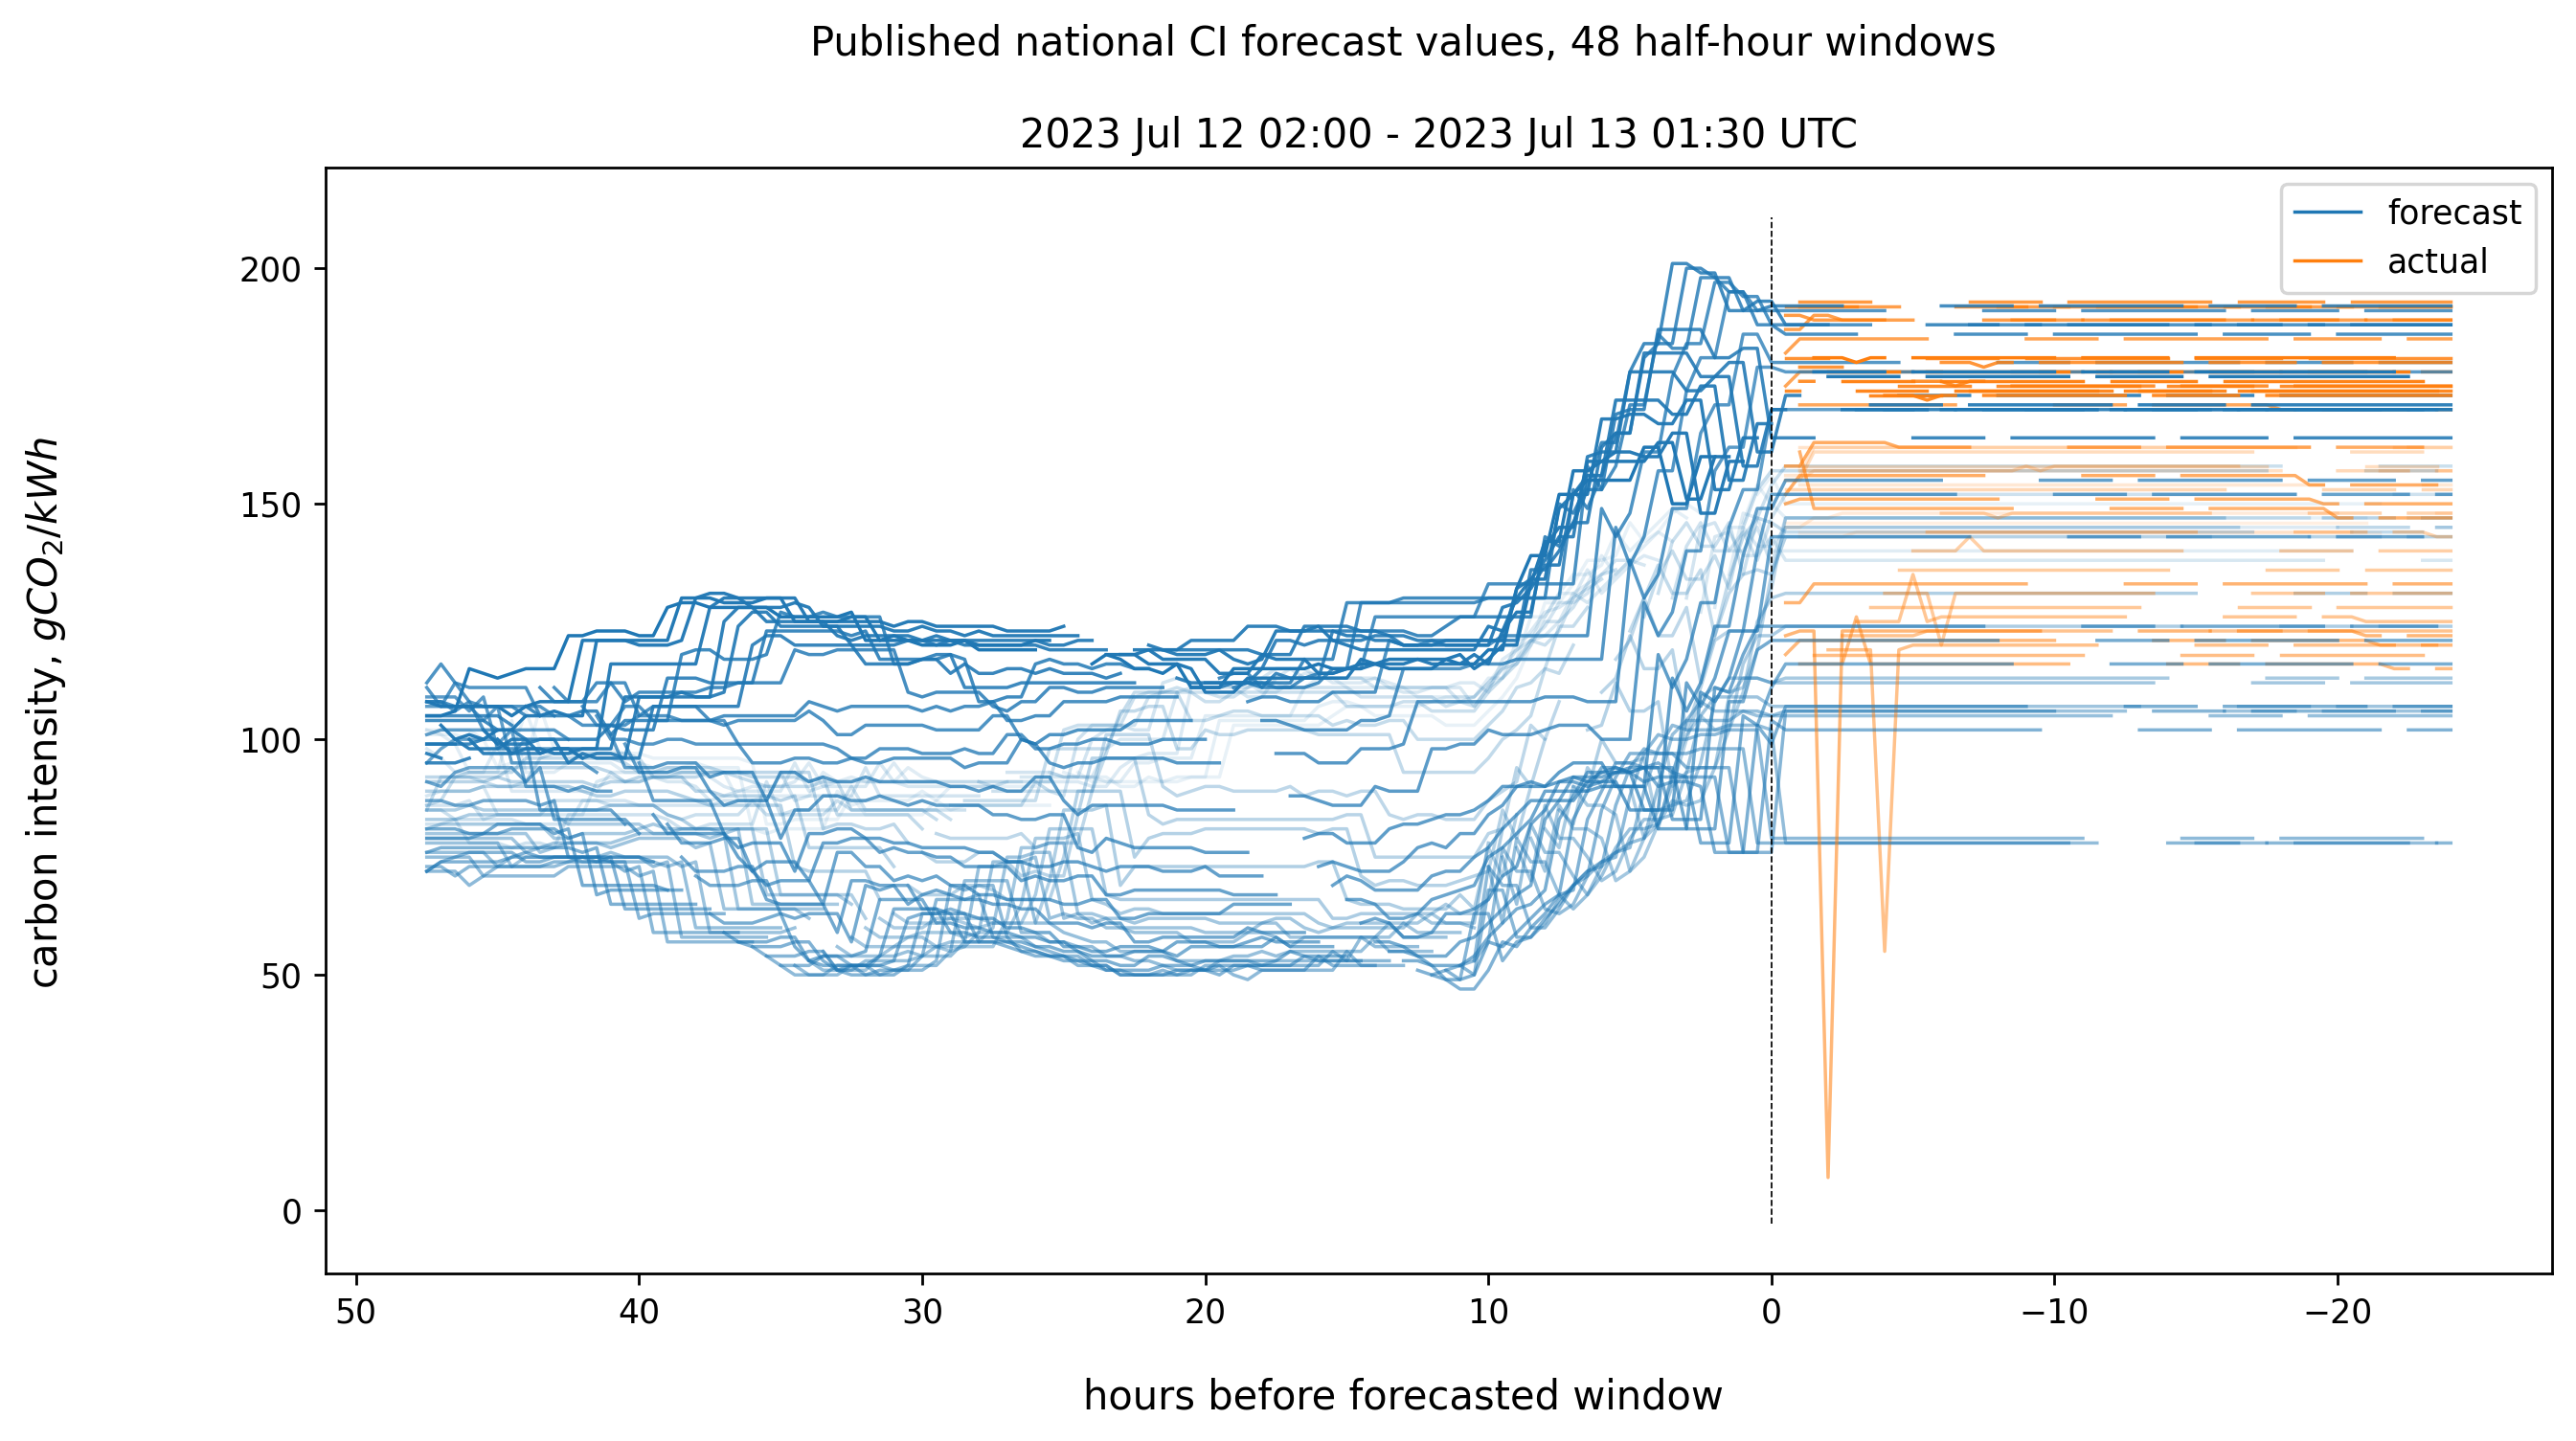 Published national CI forecast values, 48 half-hour windows
2023 Jul 12 02:00 - 2023 Jul 13 01:30 UTC
forecast
actual
carbon intensity, gCO₂/kWh
200
150
100
50
0
50 40 30 20 10 0 −10 −20
hours before forecasted window